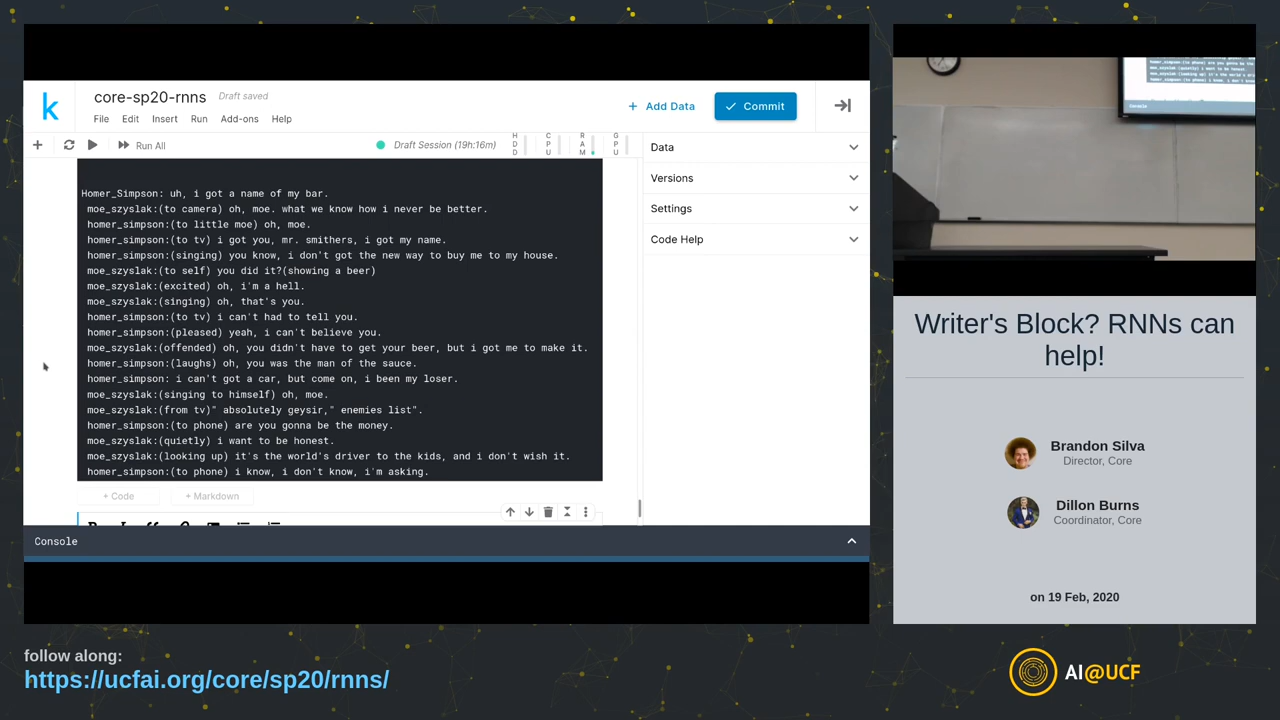 core-sp20-rnns
Draft saved
File Edit Insert Run Add-ons Help
+ Add Data
Commit
Run All
Draft Session (19h:16m)
HDD
CPU
RAM
GPU
Homer_Simpson: uh, i got a name of my bar.
moe_szyslak:(to camera) oh, moe. what we know how i never be better.
homer_simpson:(to little moe) oh, moe.
homer_simpson:(to tv) i got you, mr. smithers, i got my name.
homer_simpson:(singing) you know, i don't got the new way to buy me to my house.
moe_szyslak:(to self) you did it?(showing a beer)
moe_szyslak:(excited) oh, i'm a hell.
moe_szyslak:(singing) oh, that's you.
homer_simpson:(to tv) i can't had to tell you.
homer_simpson:(pleased) yeah, i can't believe you.
moe_szyslak:(offended) oh, you didn't have to get your beer, but i got me to make it.
homer_simpson:(laughs) oh, you was the man of the sauce.
homer_simpson: i can't got a car, but come on, i been my loser.
moe_szyslak:(singing to himself) oh, moe.
moe_szyslak:(from tv)" absolutely geysir," enemies list".
homer_simpson:(to phone) are you gonna be the money.
moe_szyslak:(quietly) i want to be honest.
moe_szyslak:(looking up) it's the world's driver to the kids, and i don't wish it.
homer_simpson:(to phone) i know, i don't know, i'm asking.
+ Code
+ Markdown
Console
Data
Versions
Settings
Code Help
Writer's Block? RNNs can
help!
Brandon Silva
Director, Core
Dillon Burns
Coordinator, Core
on 19 Feb, 2020
follow along:
https://ucfai.org/core/sp20/rnns/
AI@UCF